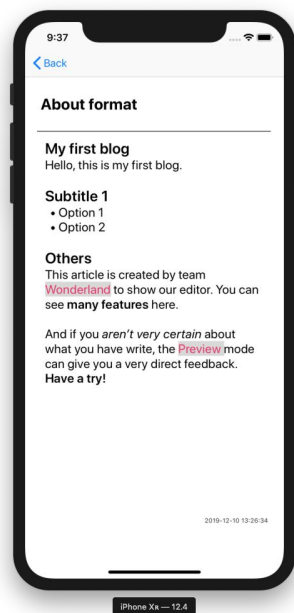 9:37
Back
About format
My first blog
Hello, this is my first blog.
Subtitle 1
• Option 1
• Option 2
Others
This article is created by team
Wonderland to show our editor. You can
see many features here.
And if you aren't very certain about
what you have write, the Preview mode
can give you a very direct feedback.
Have a try!
2019-12-10 13:26:34
iPhone Xʀ — 12.4